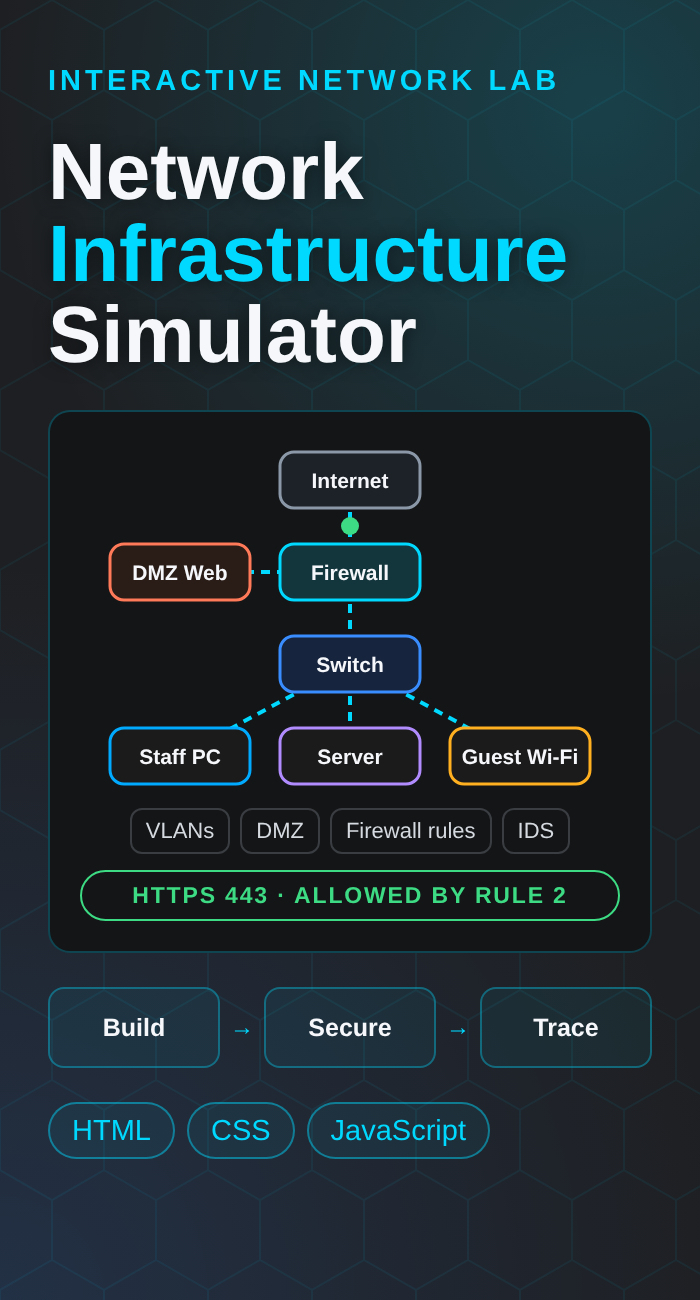 INTERACTIVE NETWORK LAB
Network
Infrastructure
Simulator
Internet
DMZ Web
Firewall
Switch
Staff PC
Server
Guest Wi-Fi
VLANs
DMZ
Firewall rules
IDS
HTTPS 443 · ALLOWED BY RULE 2
Build → Secure → Trace
HTML
CSS
JavaScript